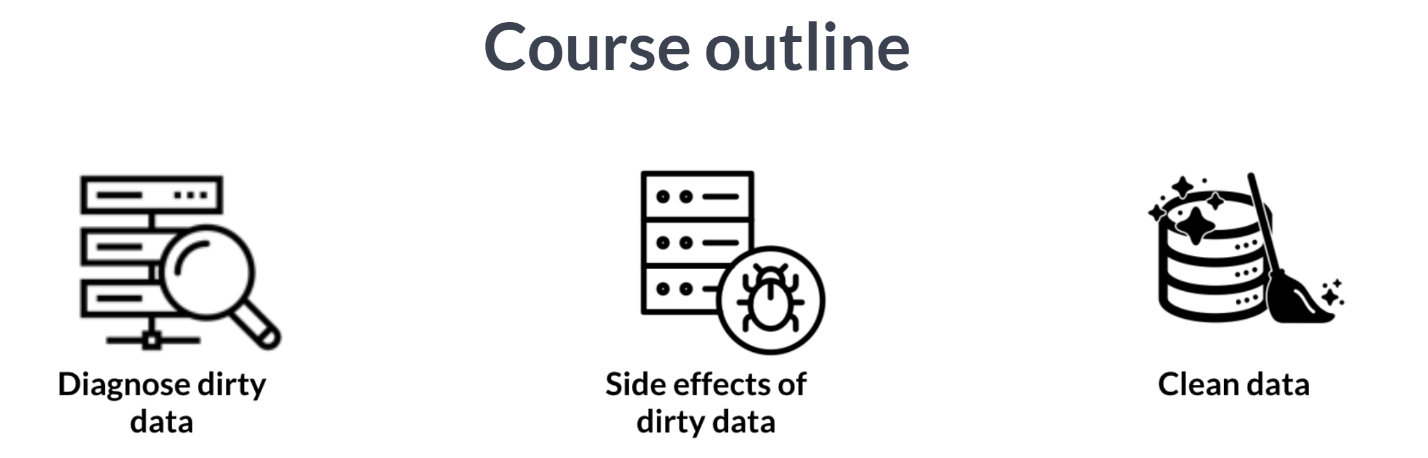 Course outline
Diagnose dirty
data
Side effects of
dirty data
Clean data